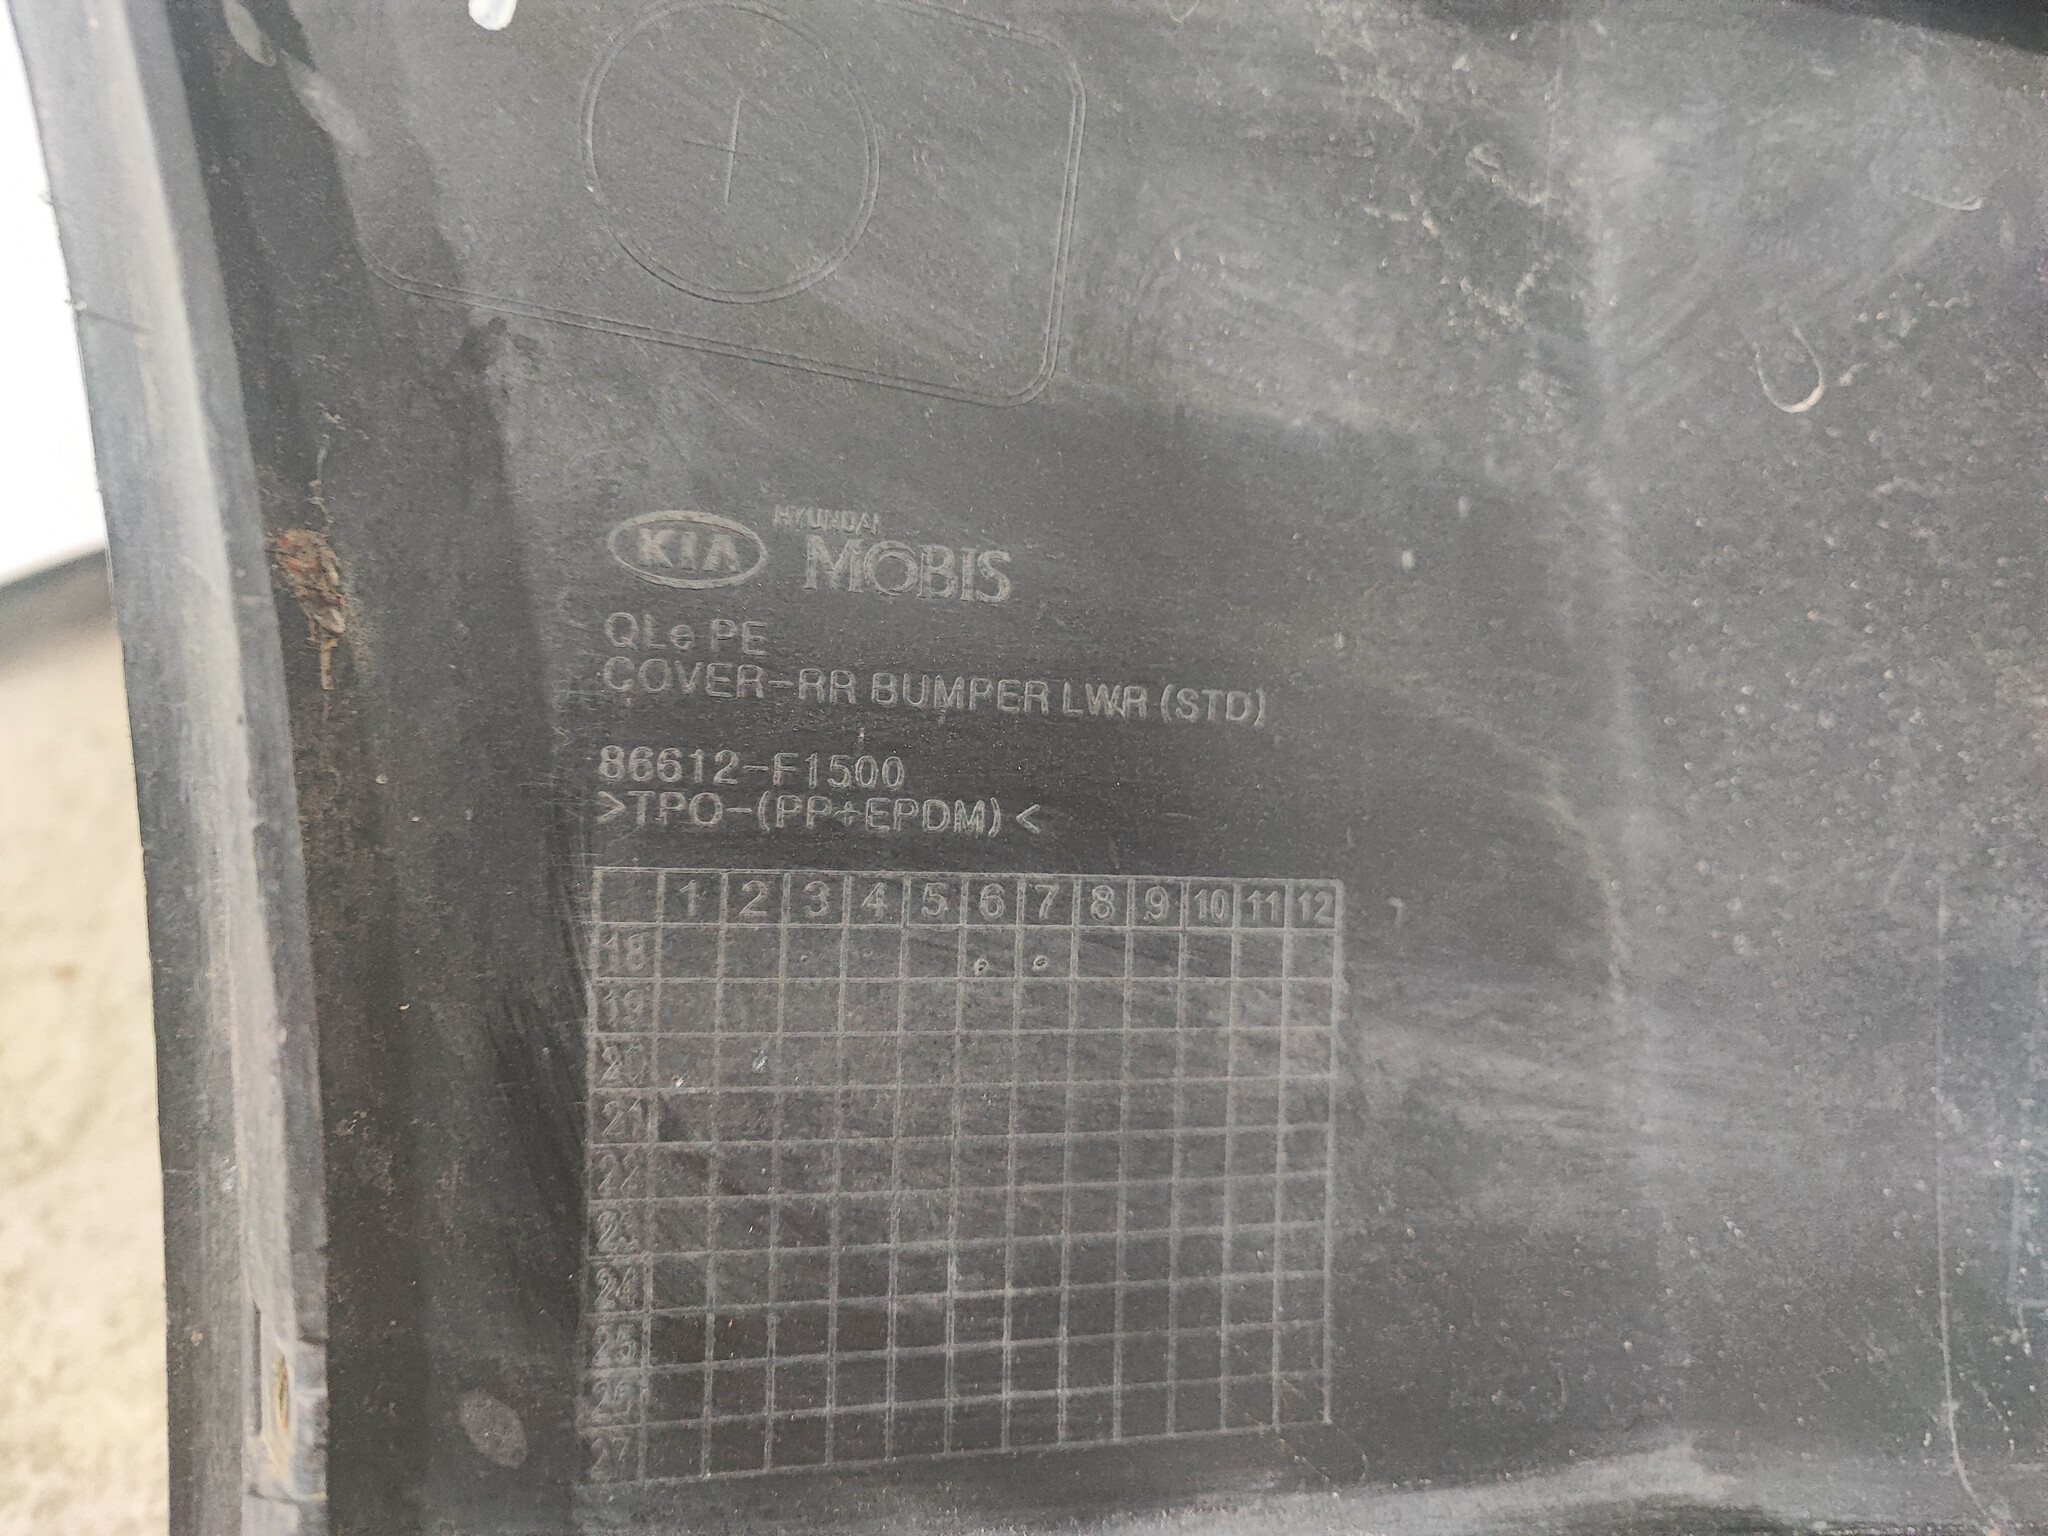 KIA HYUNDAI MOBIS
QLe PE
COVER-RR BUMPER LWR (STD)
86612-F1500
>TPO-(PP+EPDM)<
1 2 3 4 5 6 7 8 9 10 11 12
18
19
20
21
22
23
24
25
26
27